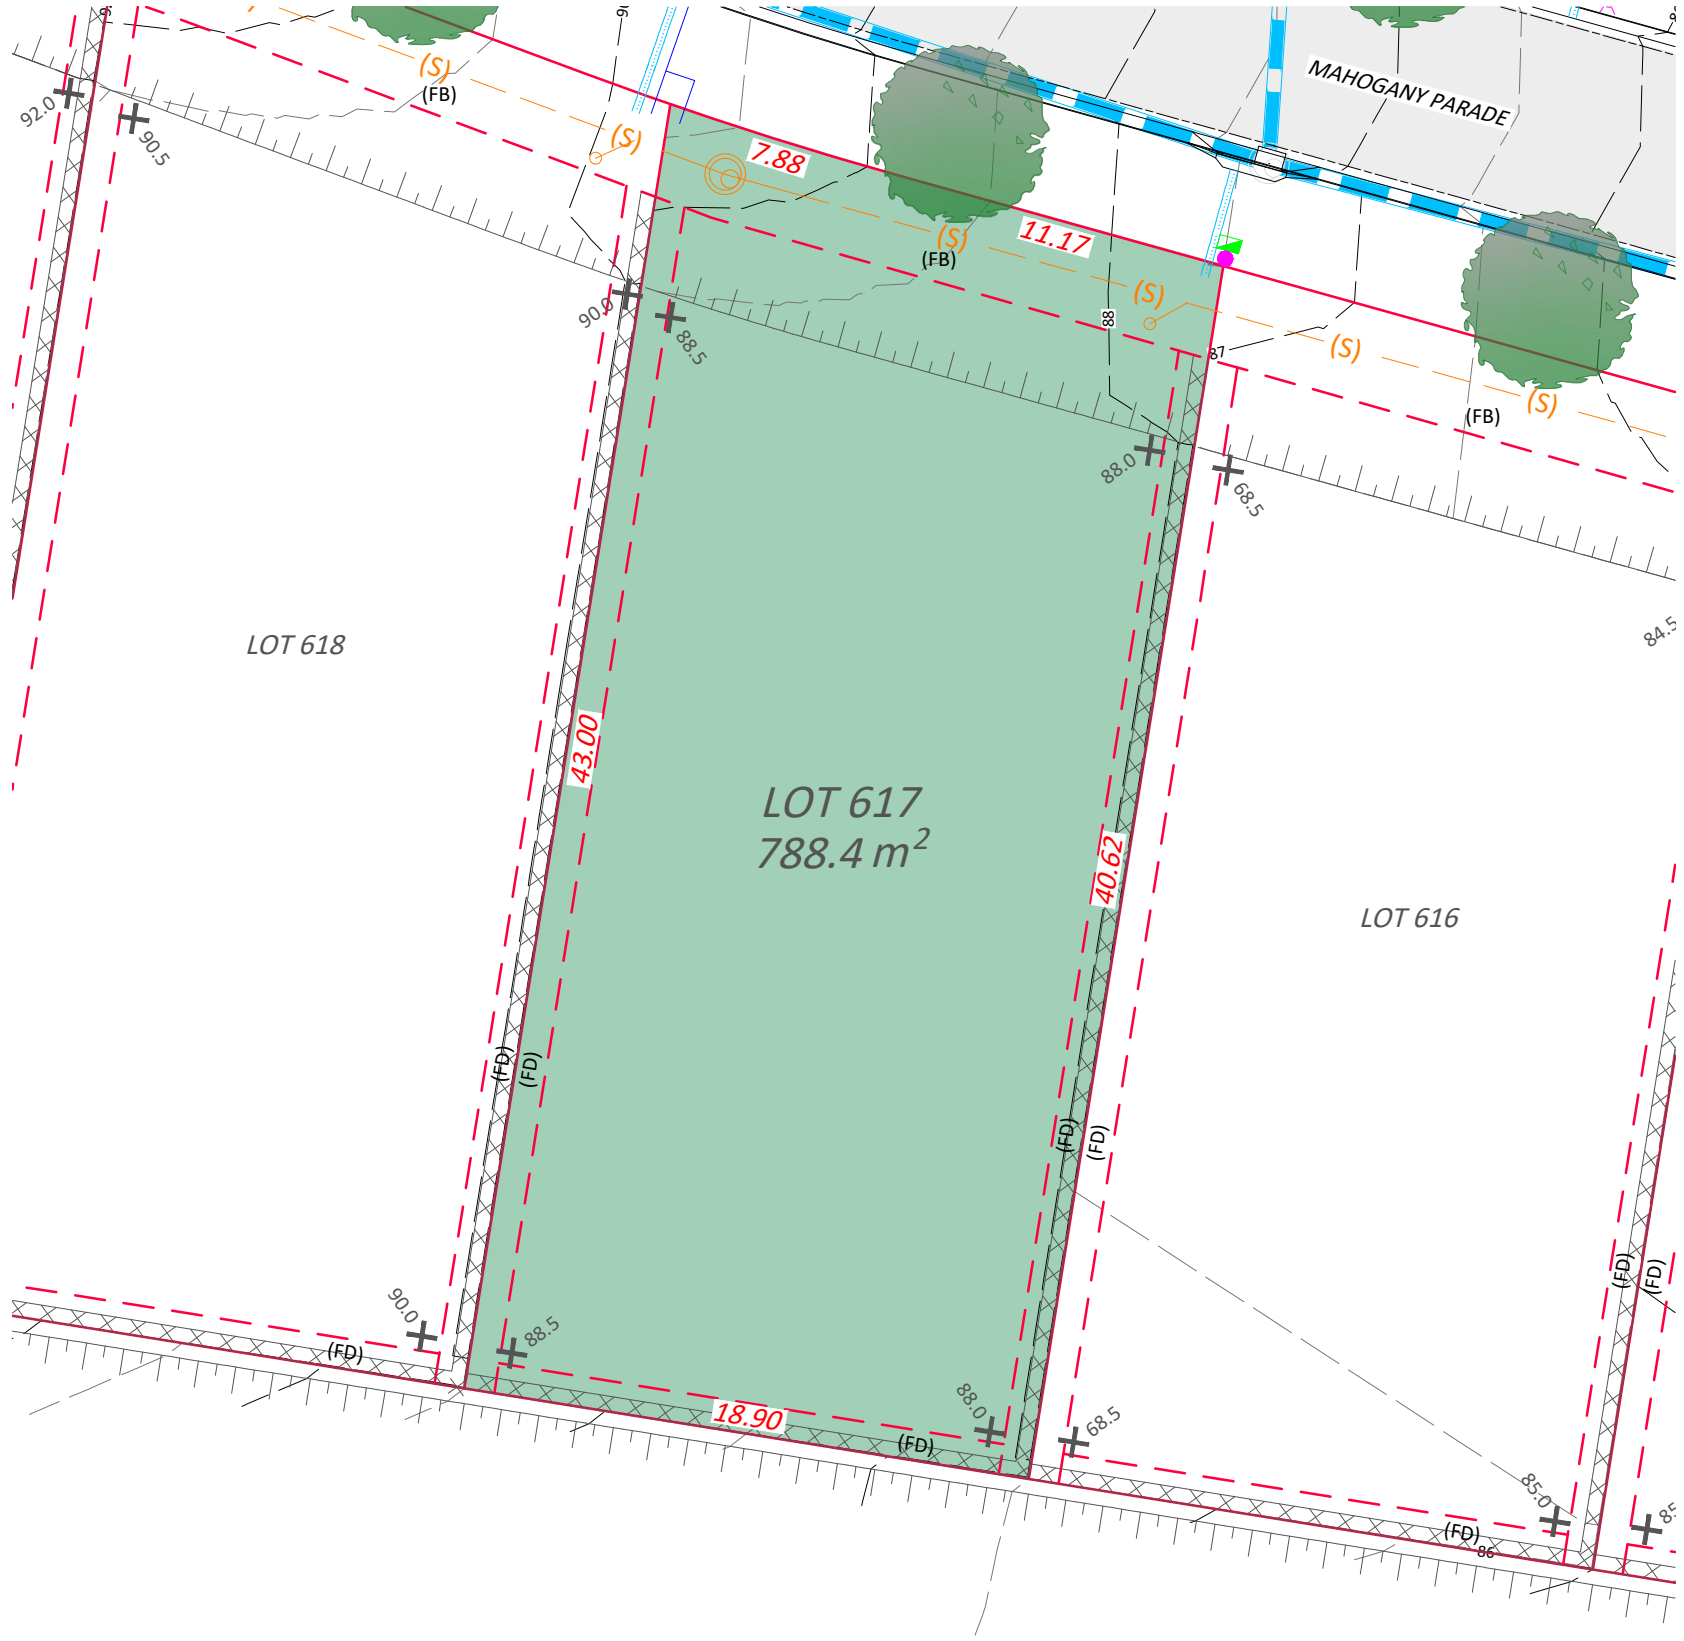 (S)
(FB)
92.0
90.5
(S)
7.88
MAHOGANY PARADE
11.17
(S)
(FB)
90.0
88.5
(S)
88
87
(S)
(S)
(FB)
88.0
68.5
84.5
LOT 618
43.00
LOT 617
788.4 m²
40.62
LOT 616
(FD)
(FD)
(FD)
(FD)
(FD)
(FD)
90.0
88.5
(FD)
18.90
88.0
(FD)
68.5
85.0
(FD)
86